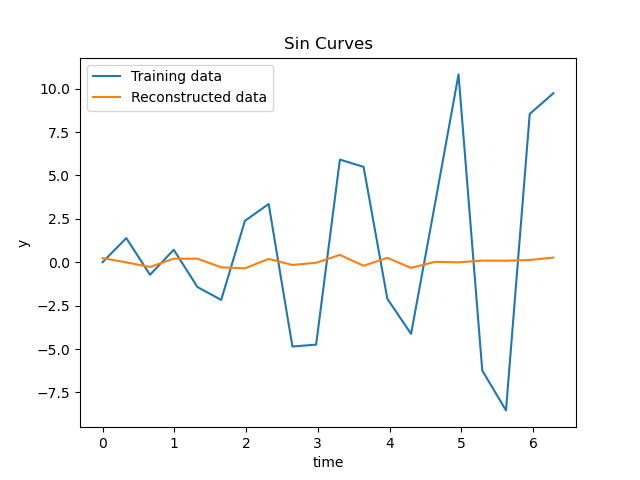 Sin Curves
Training data
Reconstructed data
10.0
7.5
5.0
2.5
0.0
−2.5
−5.0
−7.5
y
0 1 2 3 4 5 6
time